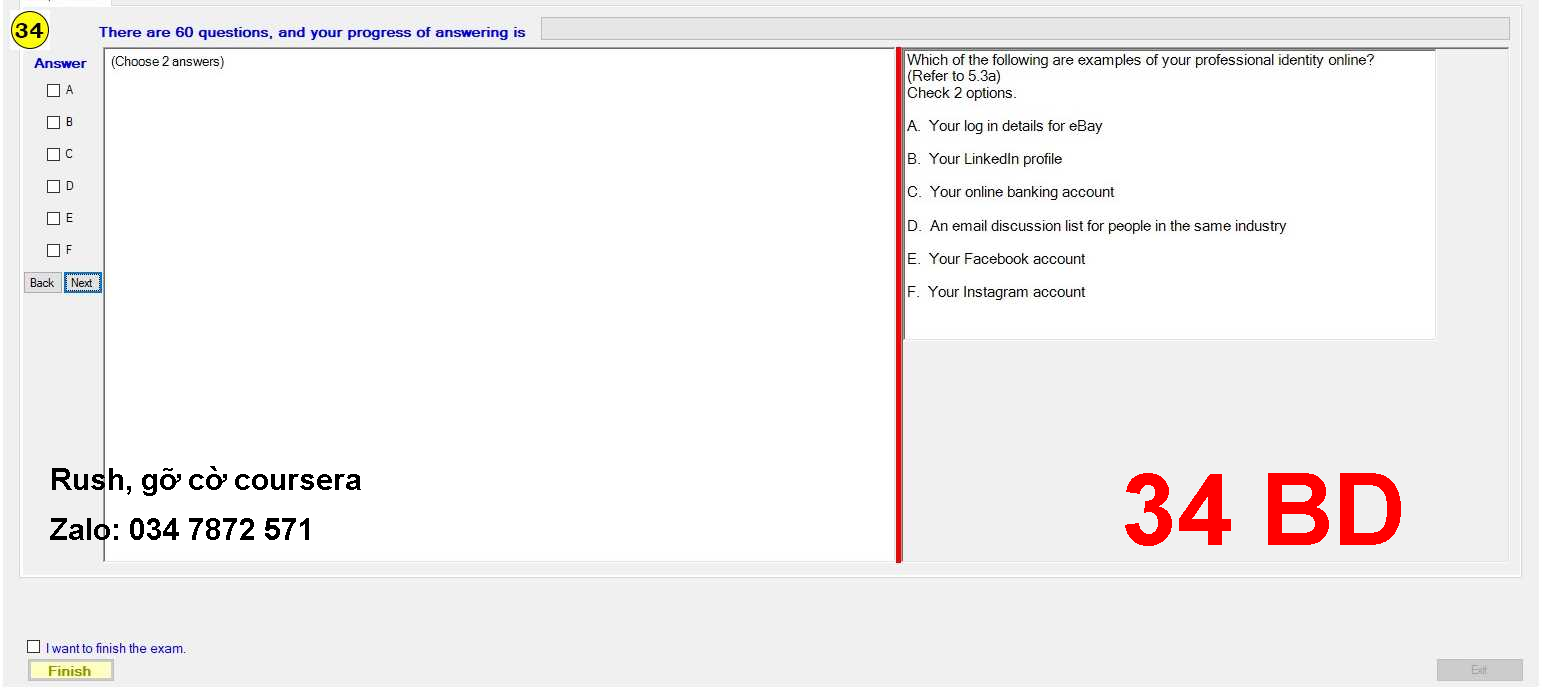 34
There are 60 questions, and your progress of answering is
Answer
A
B
C
D
E
F
Back Next
(Choose 2 answers)
Which of the following are examples of your professional identity online?
(Refer to 5.3a)
Check 2 options.
A. Your log in details for eBay
B. Your LinkedIn profile
C. Your online banking account
D. An email discussion list for people in the same industry
E. Your Facebook account
F. Your Instagram account
Rush, gỡ cờ coursera
Zalo: 034 7872 571
34 BD
I want to finish the exam.
Finish
Exit